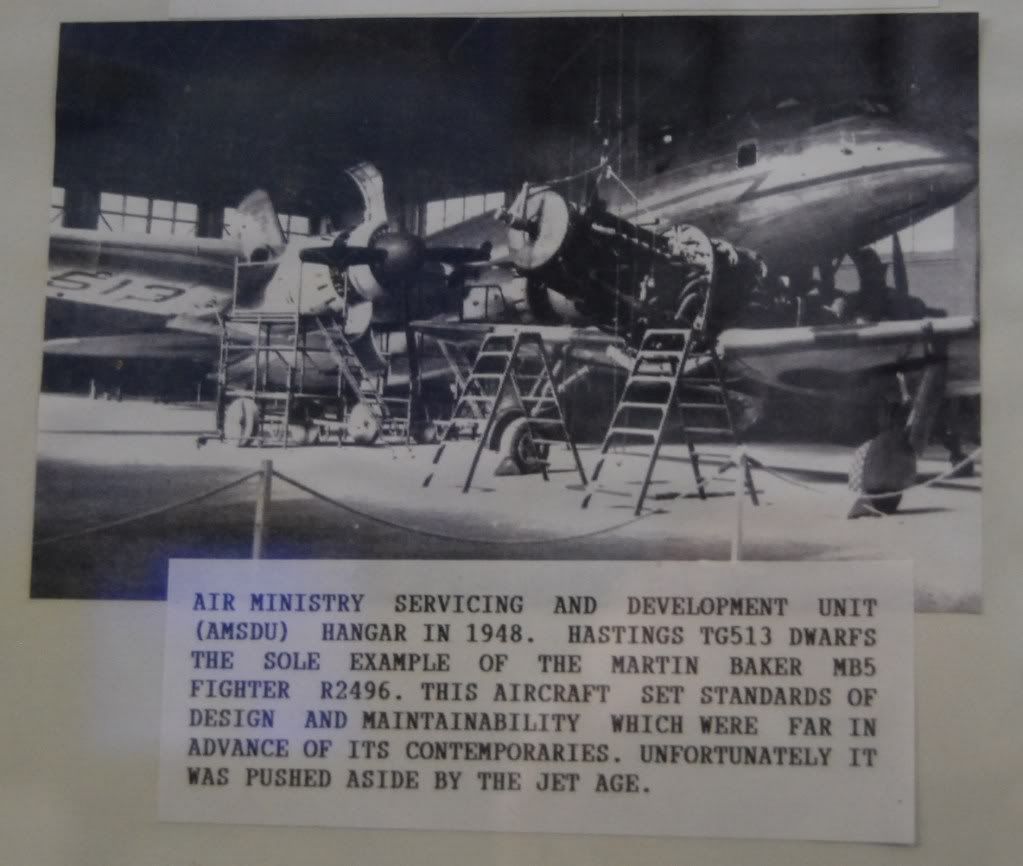 513
AIR MINISTRY SERVICING AND DEVELOPMENT UNIT
(AMSDU) HANGAR IN 1948. HASTINGS TG513 DWARFS
THE SOLE EXAMPLE OF THE MARTIN BAKER MB5
FIGHTER R2496. THIS AIRCRAFT SET STANDARDS OF
DESIGN AND MAINTAINABILITY WHICH WERE FAR IN
ADVANCE OF ITS CONTEMPORARIES. UNFORTUNATELY IT
WAS PUSHED ASIDE BY THE JET AGE.